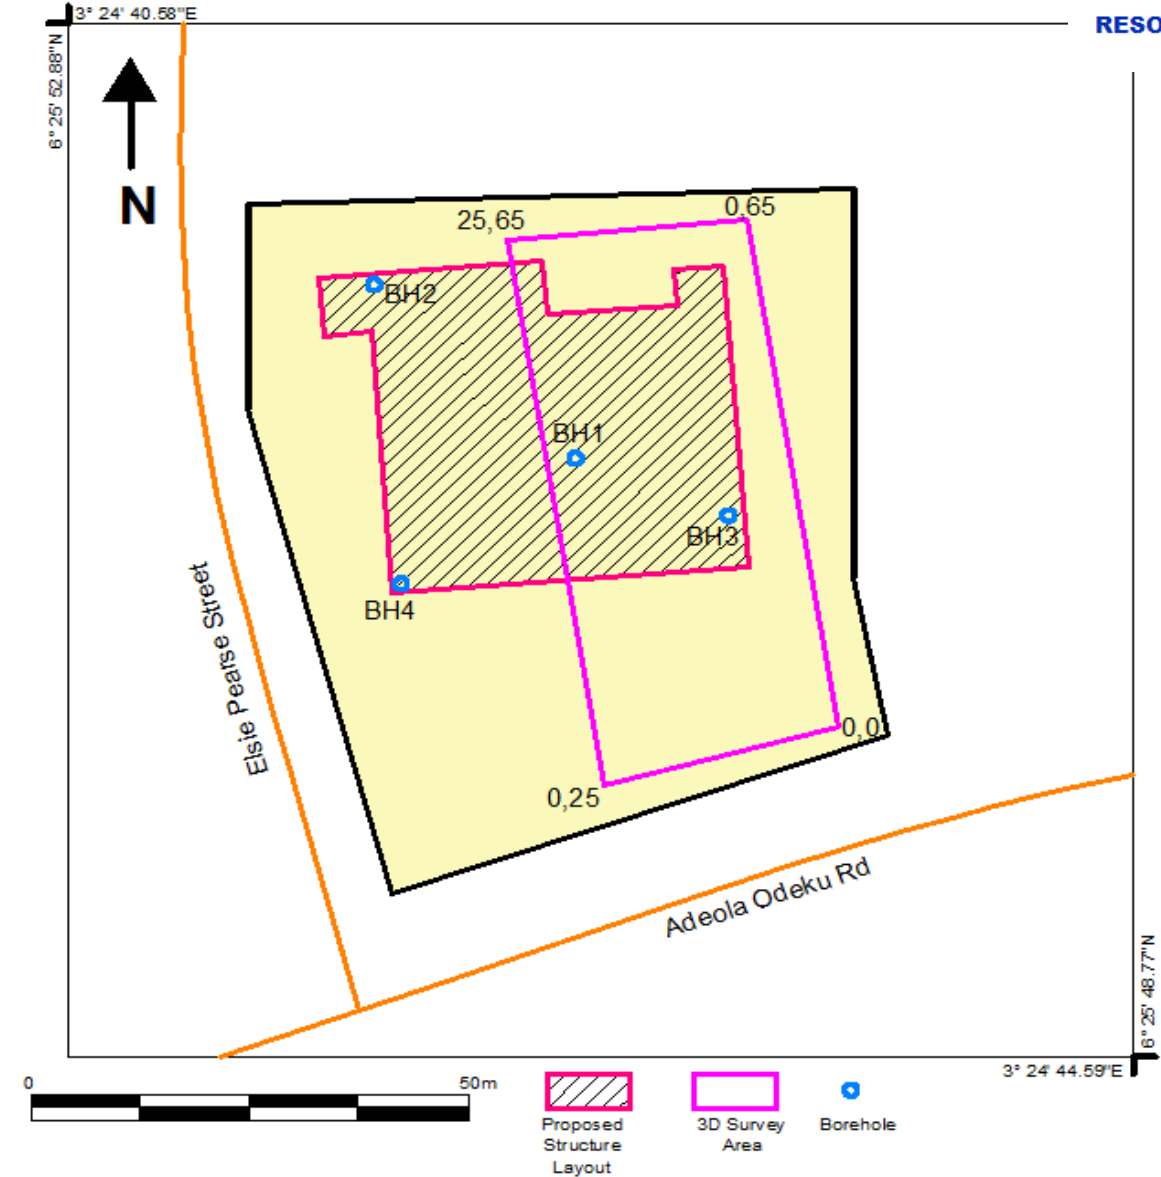 3° 24' 40.58"E
RESO
6° 25' 52.88"N
N
25,65
0,65
BH2
BH1
BH3
BH4
Elsie Pearse Street
0,0
0,25
Adeola Odeku Rd
6° 25' 48.77"N
3° 24' 44.59"E
0
50m
Proposed
Structure
Layout
3D Survey
Area
Borehole